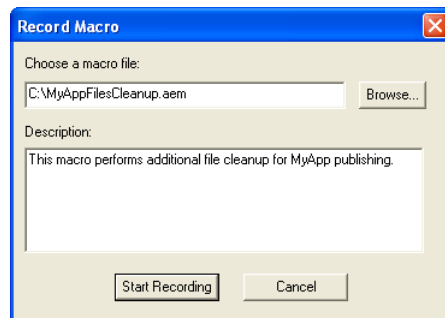 Record Macro
Choose a macro file:
C:\MyAppFilesCleanup.aem
Browse...
Description:
This macro performs additional file cleanup for MyApp publishing.
Start Recording
Cancel